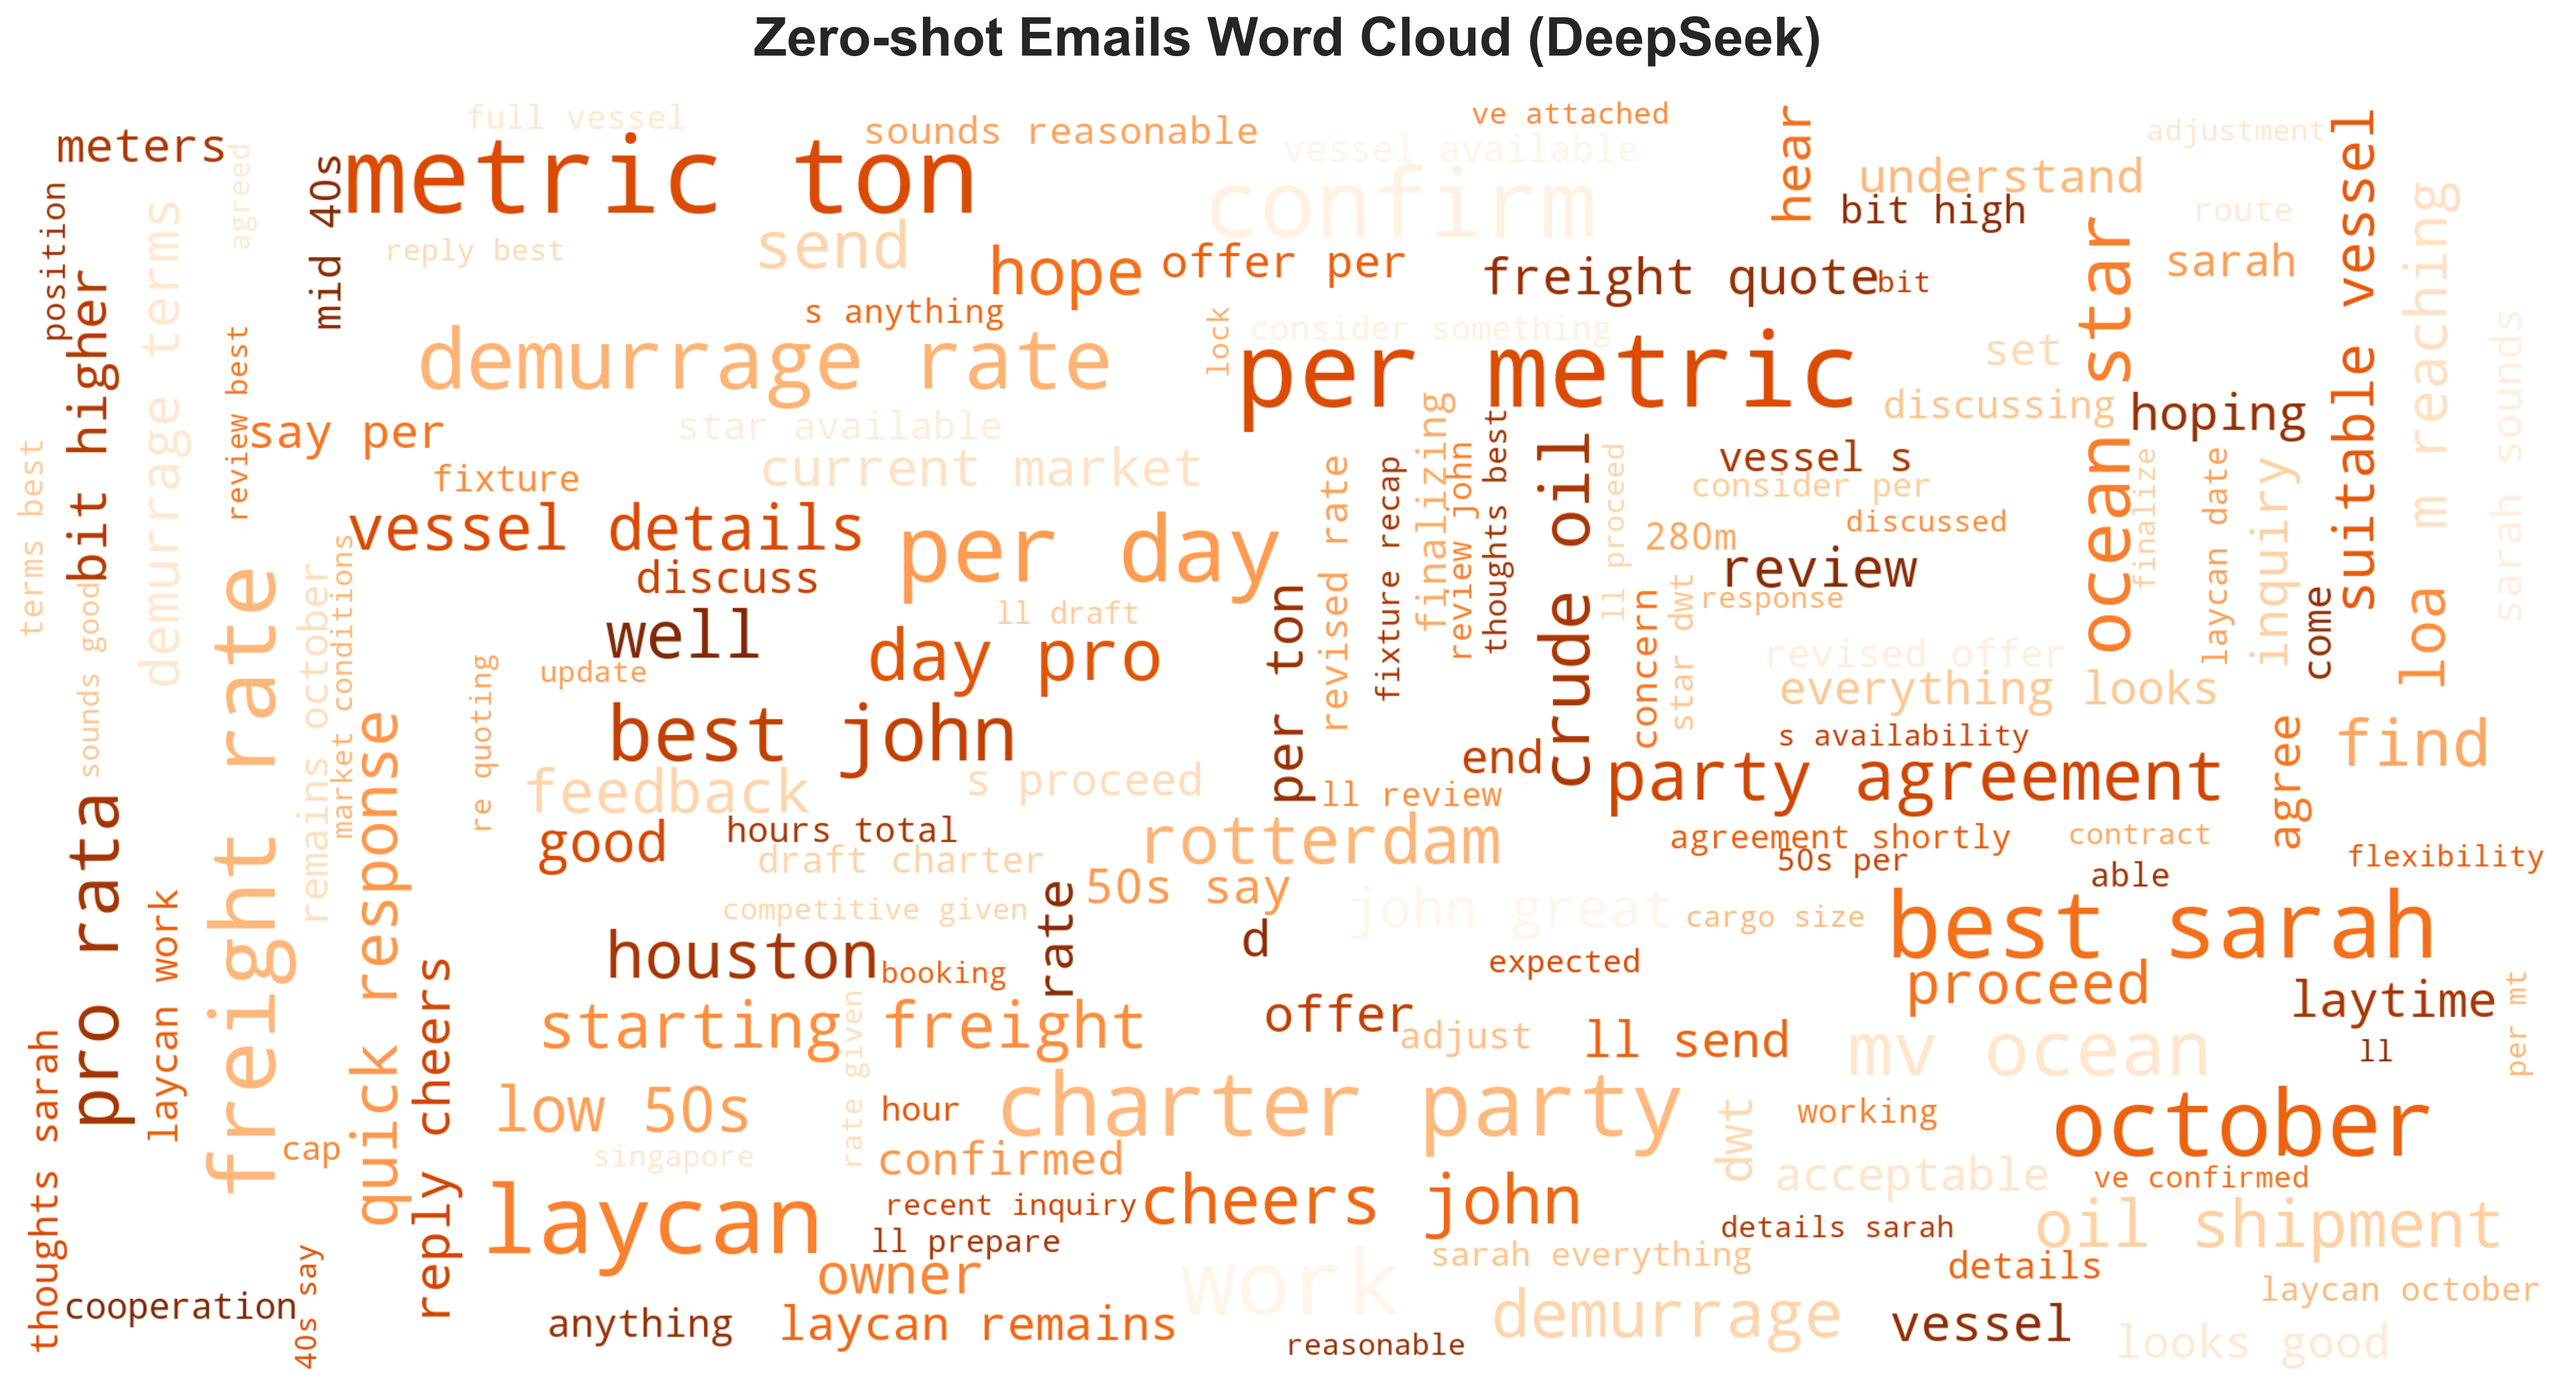 Zero-shot Emails Word Cloud (DeepSeek)
full vessel
ve attached
meters
metric ton
sounds reasonable
vessel available
hear
adjustment
suitable vessel
agreed
mid 40s
confirm
understand
bit high
route
position
reply best
send
hope
offer per
freight quote
bit
ocean star
sarah
m reaching
demurrage terms
bit higher
s anything
demurrage rate
lock
consider something
per metric
set
sarah sounds
review best
say per
star available
discussing
hoping
terms best
fixture
current market
finalizing
review john
thoughts best
crude oil
vessel s
consider per
finalize
laycan date
inquiry
vessel details
per day
revised rate
fixture recap
ll proceed
280m
discussed
discuss
review
response
sounds good
freight rate
remains october
market conditions
well
ll draft
per ton
concern
star dwt
come
loa
day pro
update
revised offer
everything looks
re quoting
best john
quick response
end
s availability
agree
find
feedback
s proceed
ll review
party agreement
pro rata
good
hours total
rotterdam
agreement shortly
contract
draft charter
50s per
flexibility
50s say
able
laycan work
competitive given
rate
john great
cargo size
best sarah
houston
d
booking
expected
proceed
reply cheers
starting freight
rate given
offer
adjust
ll send
laytime
per mt
mv ocean
ll
thoughts sarah
low 50s
hour
charter party
dwt
working
october
cap
singapore
confirmed
acceptable
ve confirmed
laycan
recent inquiry
cheers john
details sarah
oil shipment
ll prepare
owner
work
sarah everything
details
40s say
cooperation
laycan october
anything
laycan remains
reasonable
demurrage
vessel
looks good